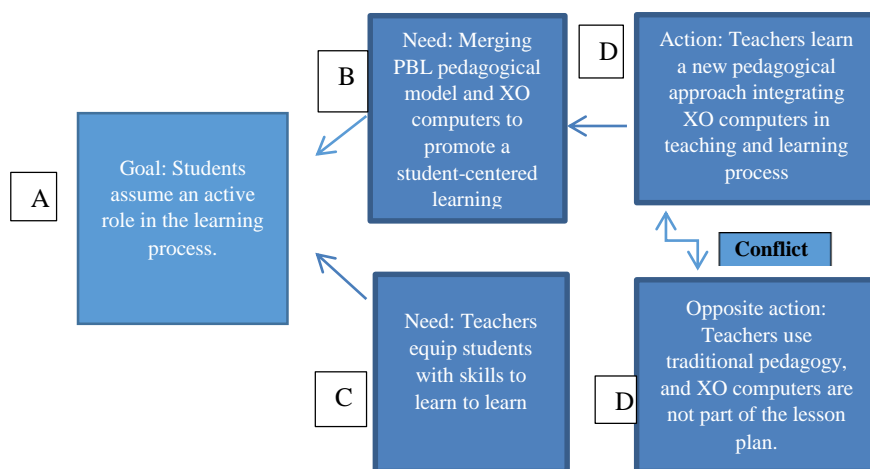 A
Goal: Students
assume an active
role in the learning
process.
B
Need: Merging
PBL pedagogical
model and XO
computers to
promote a
student-centered
learning
D
Action: Teachers learn
a new pedagogical
approach integrating
XO computers in
teaching and learning
process
Conflict
C
Need: Teachers
equip students
with skills to
learn to learn
D
Opposite action:
Teachers use
traditional pedagogy,
and XO computers are
not part of the lesson
plan.